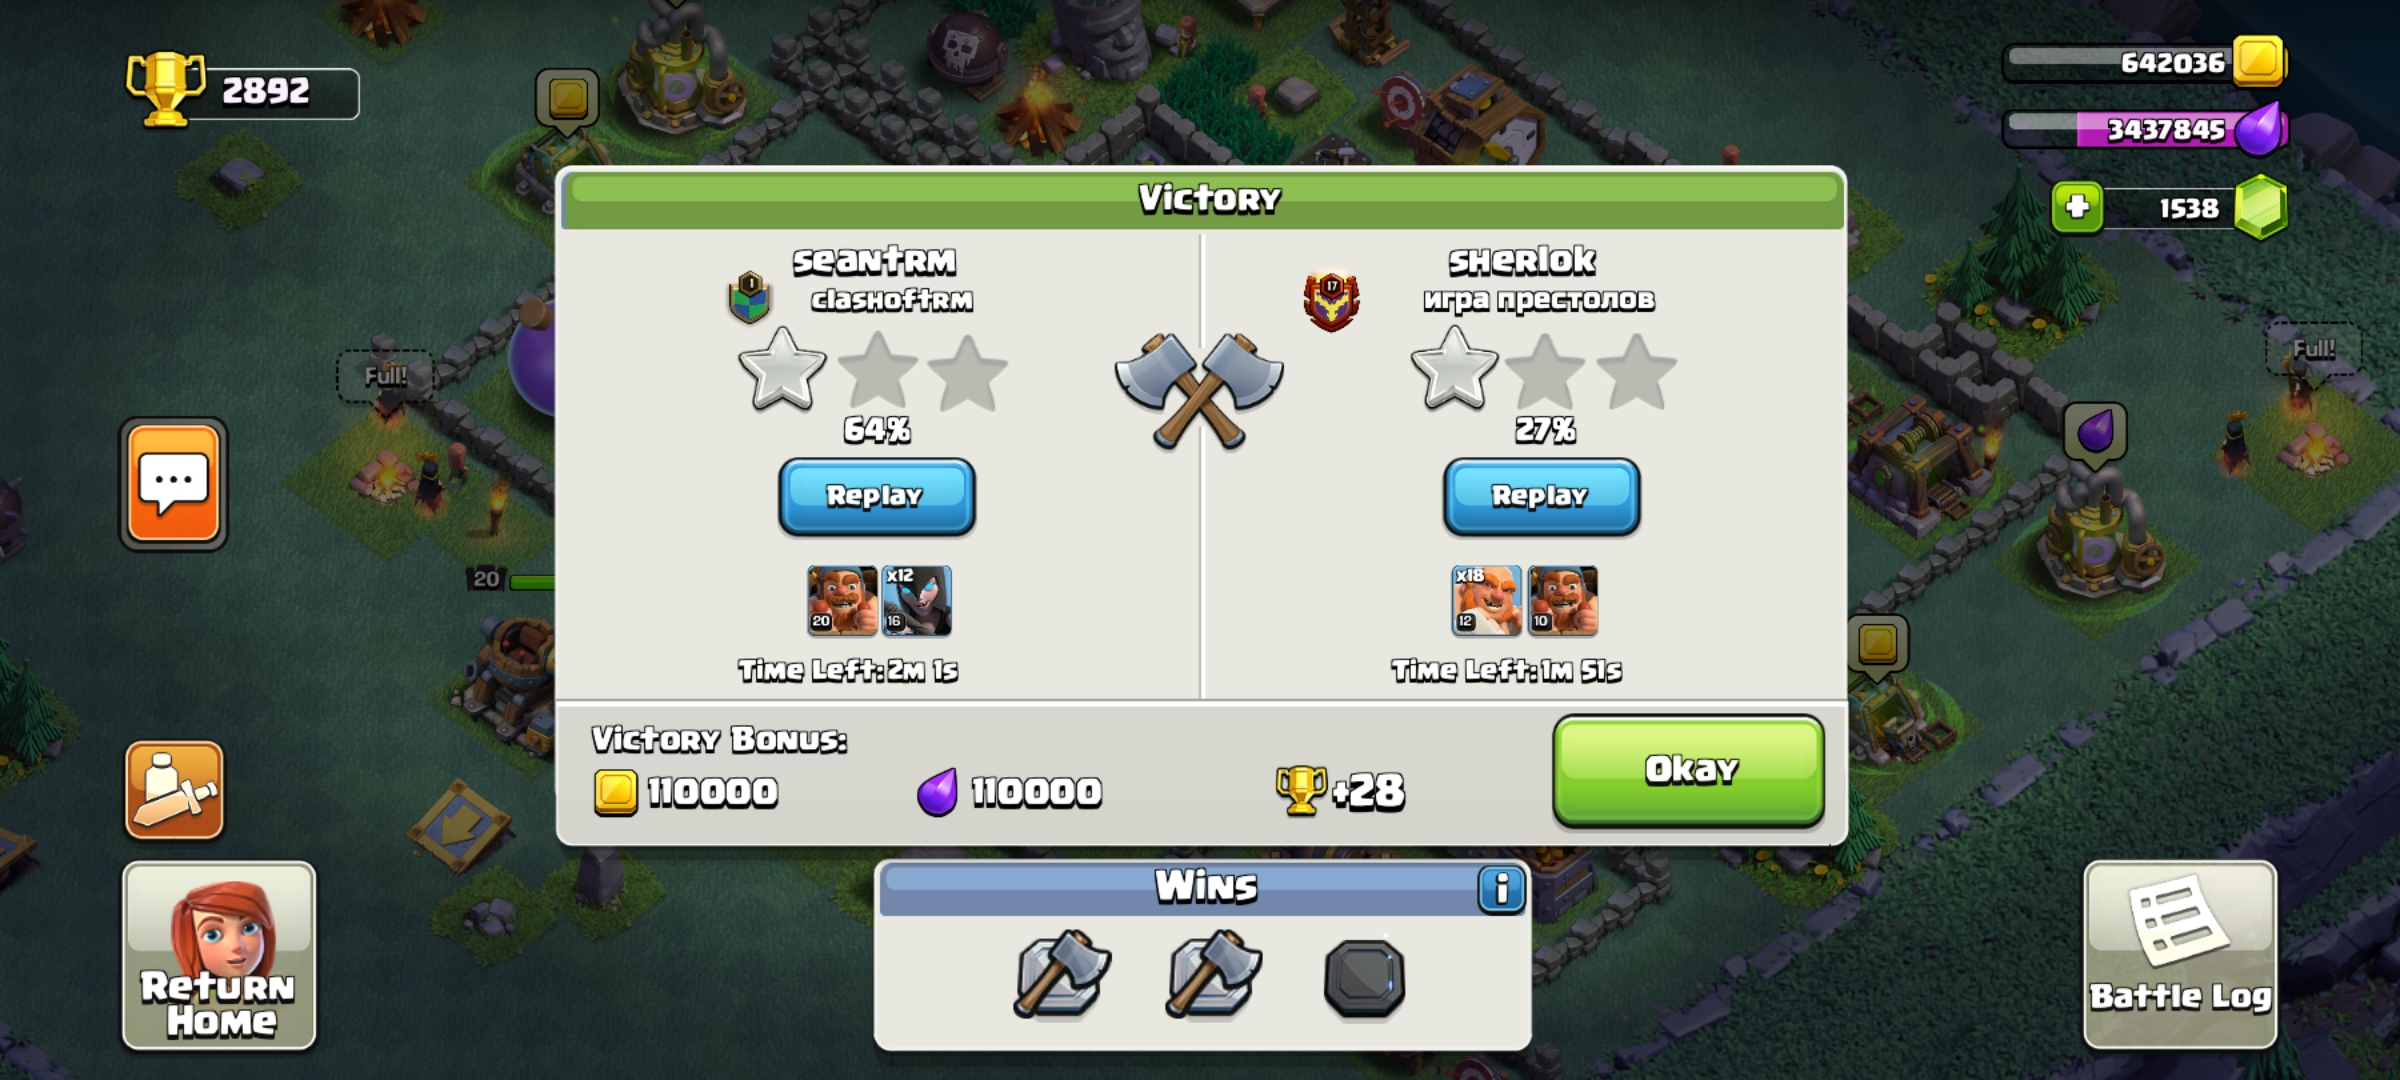 2892
642036
3437845
1538
Victory
seantrm
1
clashoftrm
64%
Replay
20
x12
16
Time Left: 2m 1s
sherlok
17
игра престолов
27%
Replay
x18
12
10
Time Left: 1m 51s
Full!
Full!
20
Victory Bonus:
110000
110000
+28
Okay
Wins
i
Return
Home
Battle Log